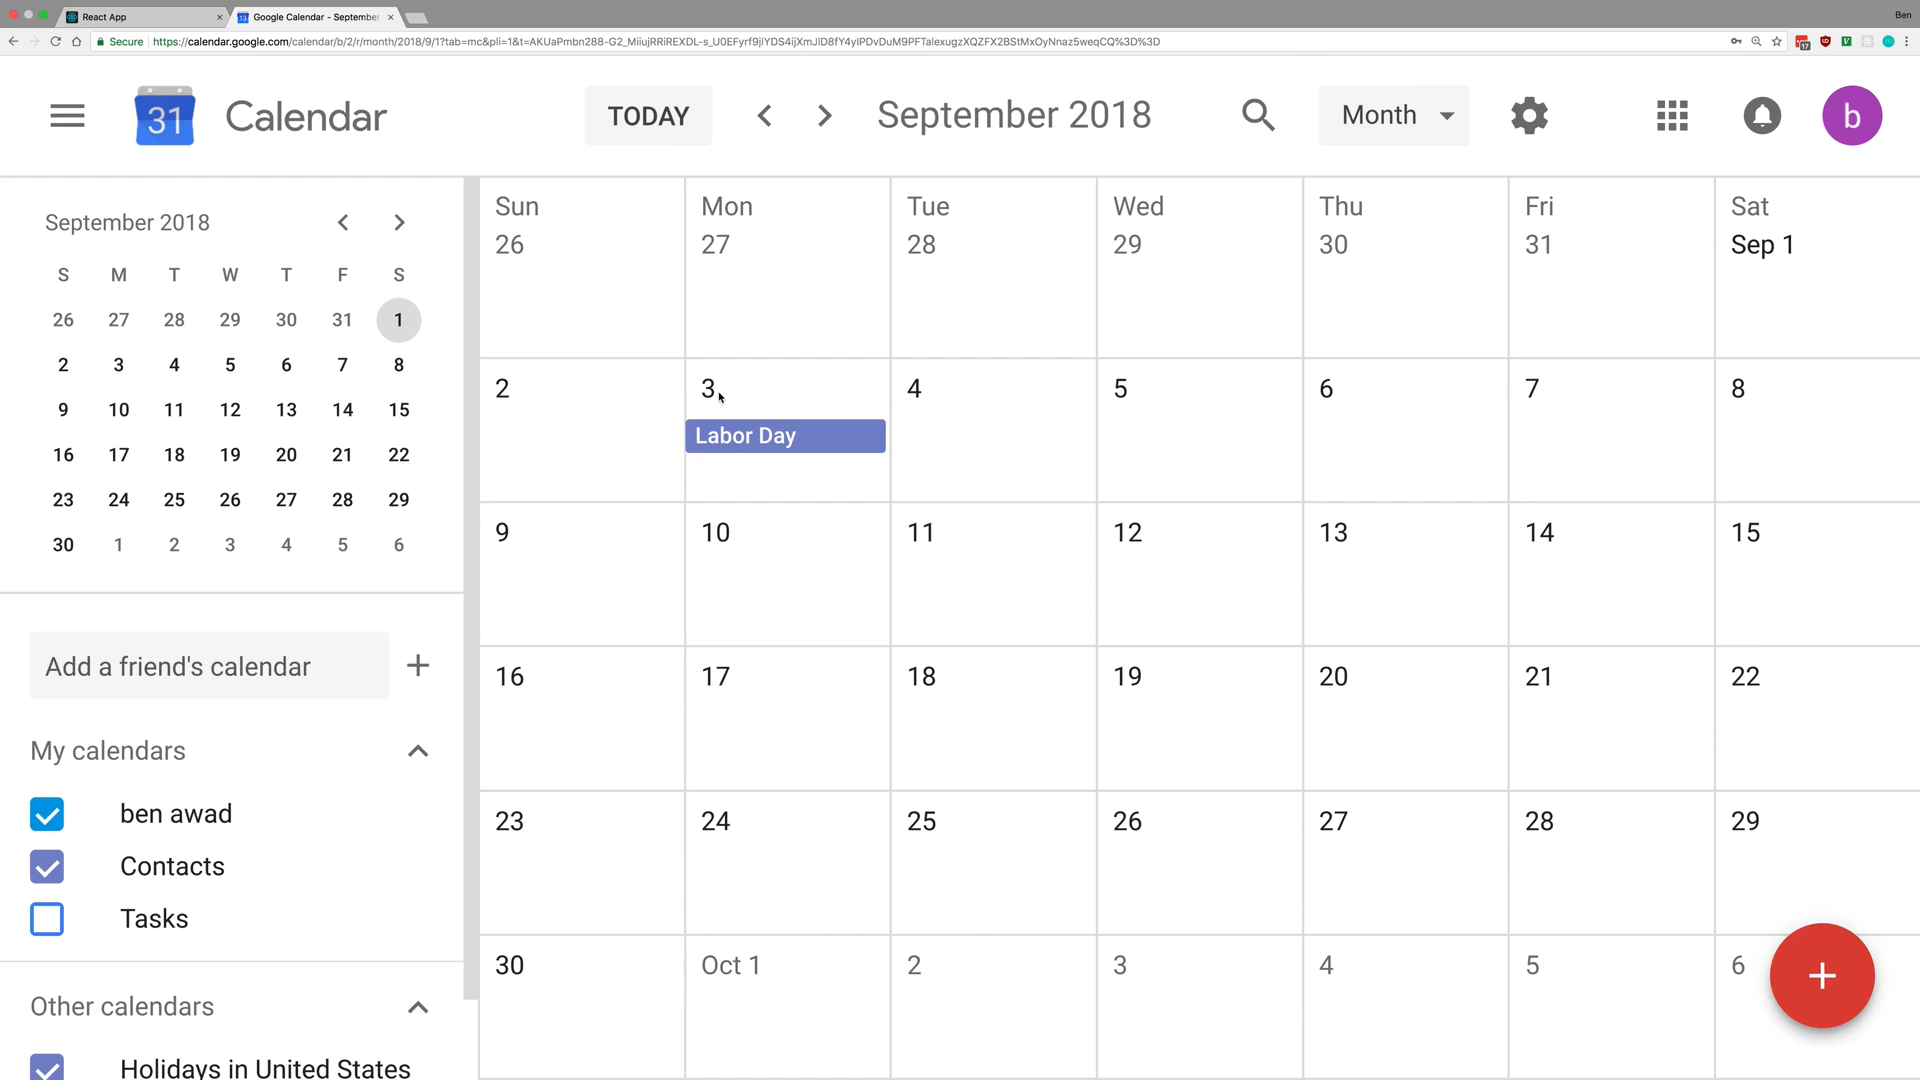 React App
Google Calendar - September
Ben
Secure
https://calendar.google.com/calendar/b/2/r/month/2018/9/1?tab=mc&pli=1&t=
31
Calendar
TODAY
September 2018
Month
b
September 2018
S M T W T F S
26 27 28 29 30 31 1
2 3 4 5 6 7 8
9 10 11 12 13 14 15
16 17 18 19 20 21 22
23 24 25 26 27 28 29
30 1 2 3 4 5 6
Add a friend's calendar
My calendars
ben awad
Contacts
Tasks
Other calendars
Holidays in United States
Sun Mon Tue Wed Thu Fri Sat
26 27 28 29 30 31 Sep 1
2 3 4 5 6 7 8
Labor Day
9 10 11 12 13 14 15
16 17 18 19 20 21 22
23 24 25 26 27 28 29
30 Oct 1 2 3 4 5 6